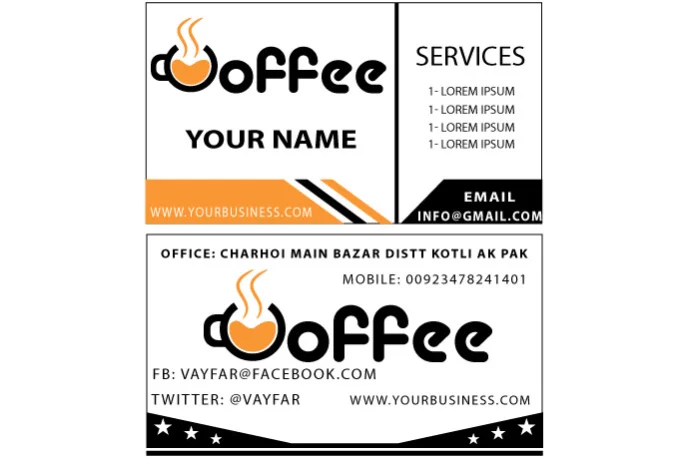 Coffee
YOUR NAME
WWW.YOURBUSINESS.COM
SERVICES
1- LOREM IPSUM
1- LOREM IPSUM
1- LOREM IPSUM
1- LOREM IPSUM
EMAIL
INFO@GMAIL.COM
OFFICE: CHARHOI MAIN BAZAR DISTT KOTLI AK PAK
MOBILE: 00923478241401
Coffee
FB: VAYFAR@FACEBOOK.COM
TWITTER: @VAYFAR
WWW.YOURBUSINESS.COM